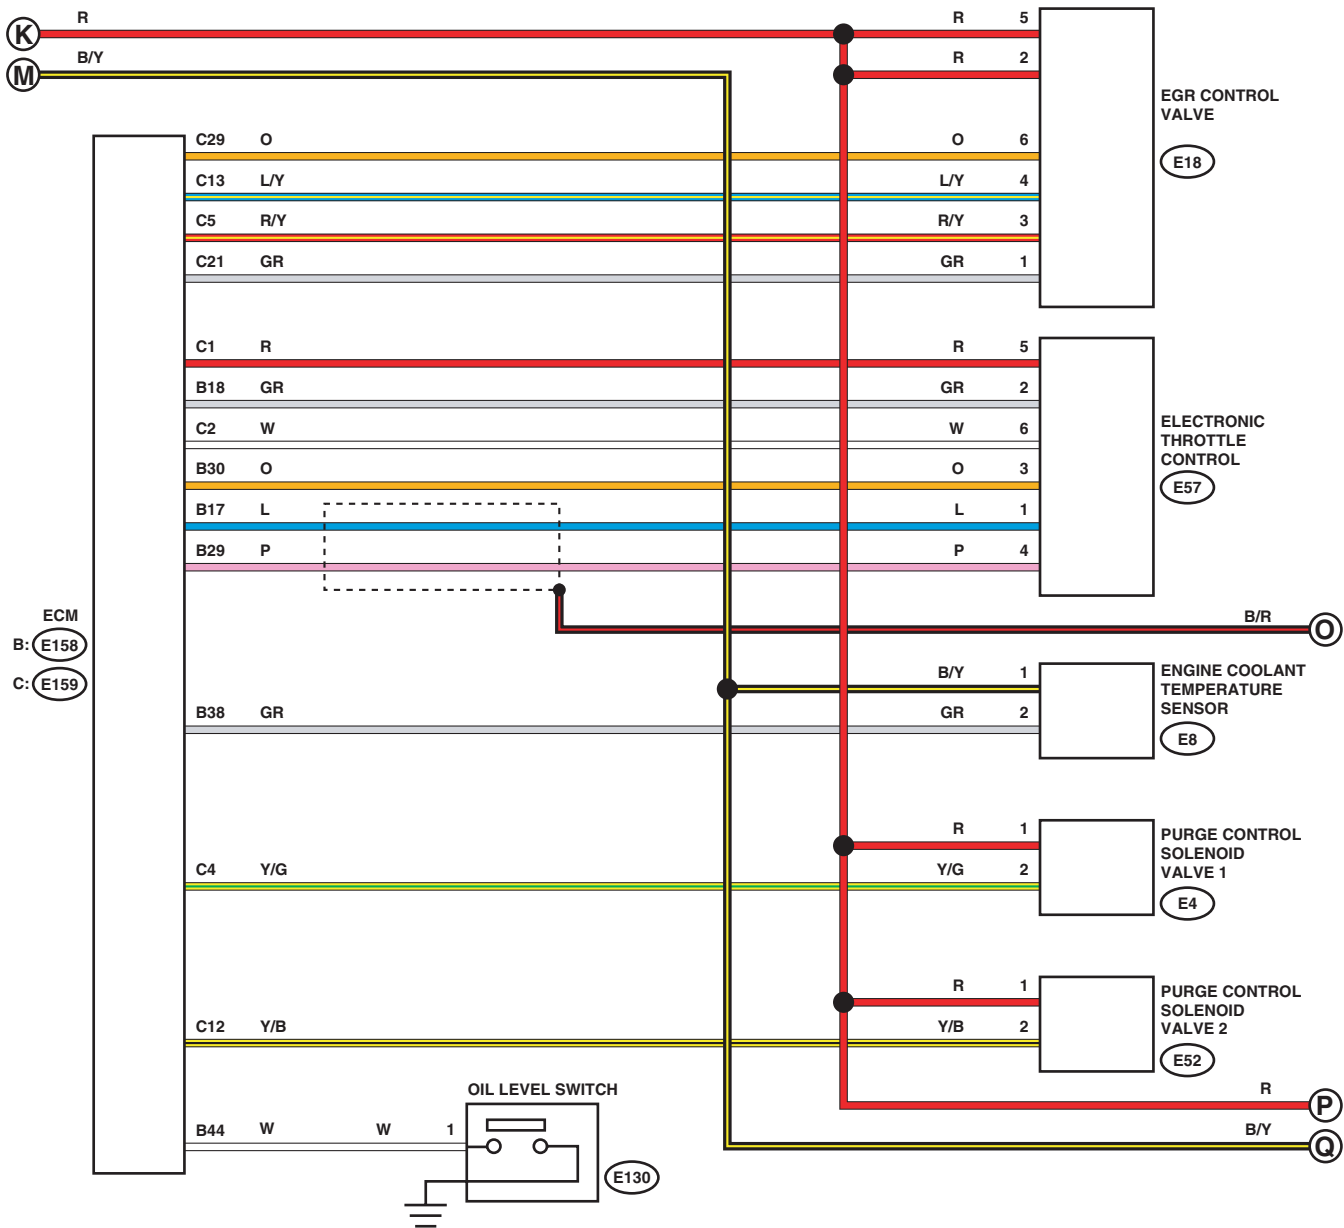 R R 5
K
B/Y R 2
M
EGR CONTROL
VALVE
E18
C29 O O 6
C13 L/Y L/Y 4
C5 R/Y R/Y 3
C21 GR GR 1
C1 R R 5
B18 GR GR 2
C2 W W 6
B30 O O 3
B17 L L 1
B29 P P 4
ELECTRONIC
THROTTLE
CONTROL
E57
ECM
B: E158
C: E159
B/R
O
B/Y 1
B38 GR GR 2
ENGINE COOLANT
TEMPERATURE
SENSOR
E8
R 1
C4 Y/G Y/G 2
PURGE CONTROL
SOLENOID
VALVE 1
E4
R 1
C12 Y/B Y/B 2
PURGE CONTROL
SOLENOID
VALVE 2
E52
OIL LEVEL SWITCH
B44 W W 1
E130
R
P
B/Y
Q